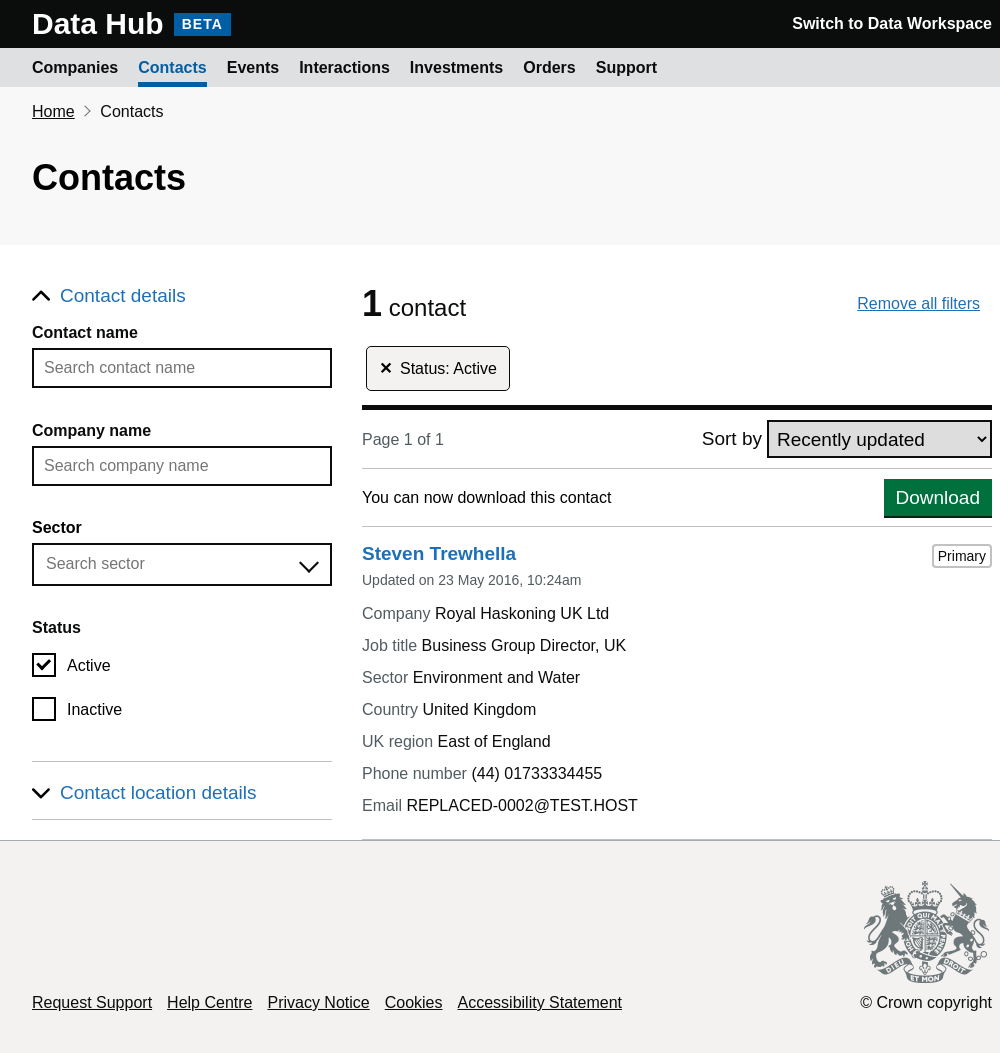 Data Hub BETA
Switch to Data Workspace
Companies Contacts Events Interactions Investments Orders Support
Home Contacts
Contacts
Contact details
Contact name
Search contact name
Company name
Search company name
Sector
Search sector
Status
Active
Inactive
Contact location details
1 contact
Remove all filters
✕ Status: Active
Page 1 of 1
Sort by Recently updated
You can now download this contact
Download
Steven Trewhella
Primary
Updated on 23 May 2016, 10:24am
Company Royal Haskoning UK Ltd
Job title Business Group Director, UK
Sector Environment and Water
Country United Kingdom
UK region East of England
Phone number (44) 01733334455
Email REPLACED-0002@TEST.HOST
DIEU ET MON DROIT
Request Support Help Centre Privacy Notice Cookies Accessibility Statement
© Crown copyright